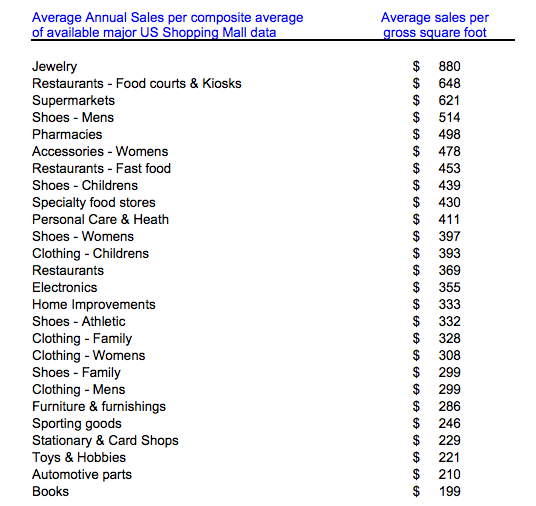 Average Annual Sales per composite average Average sales per
of available major US Shopping Mall data gross square foot
Jewelry $ 880
Restaurants - Food courts & Kiosks $ 648
Supermarkets $ 621
Shoes - Mens $ 514
Pharmacies $ 498
Accessories - Womens $ 478
Restaurants - Fast food $ 453
Shoes - Childrens $ 439
Specialty food stores $ 430
Personal Care & Heath $ 411
Shoes - Womens $ 397
Clothing - Childrens $ 393
Restaurants $ 369
Electronics $ 355
Home Improvements $ 333
Shoes - Athletic $ 332
Clothing - Family $ 328
Clothing - Womens $ 308
Shoes - Family $ 299
Clothing - Mens $ 299
Furniture & furnishings $ 286
Sporting goods $ 246
Stationary & Card Shops $ 229
Toys & Hobbies $ 221
Automotive parts $ 210
Books $ 199